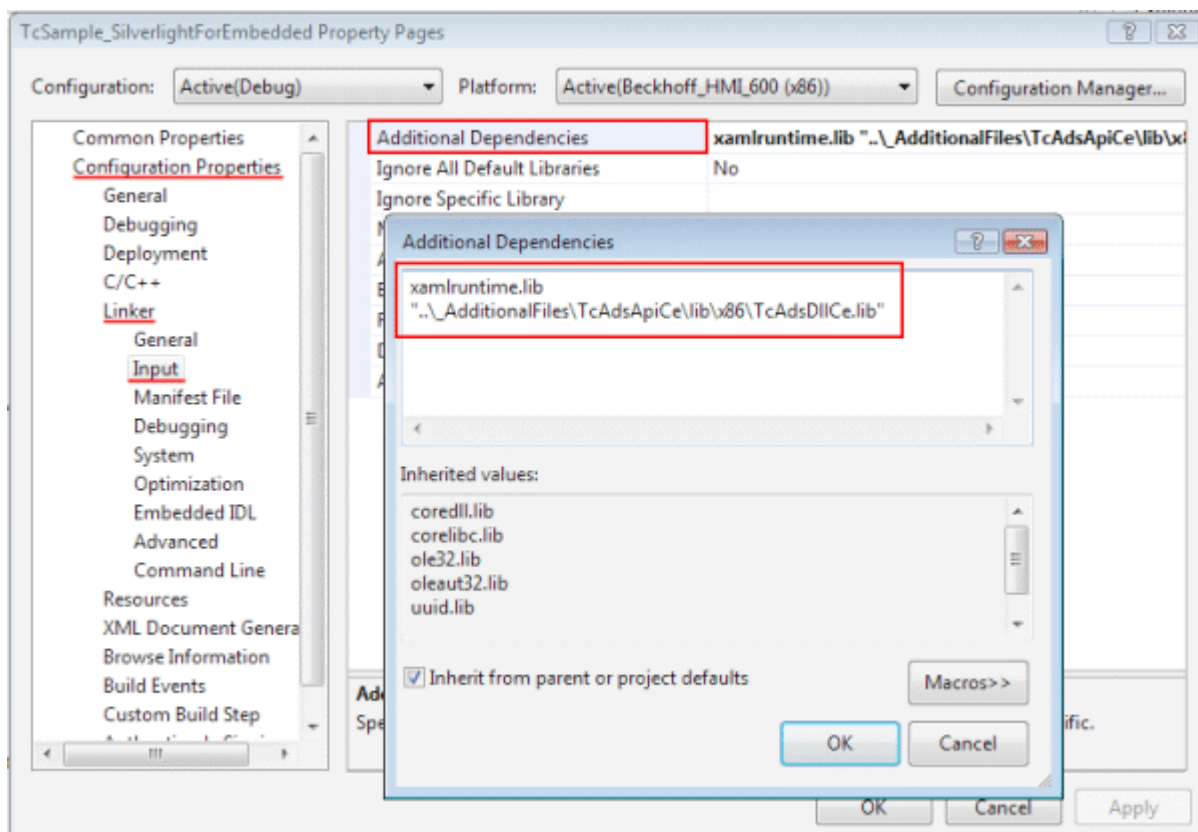 TcSample_SilverlightForEmbedded Property Pages
Configuration: Active(Debug) Platform: Active(Beckhoff_HMI_600 (x86)) Configuration Manager...
Common Properties
Configuration Properties
General
Debugging
Deployment
C/C++
Linker
General
Input
Manifest File
Debugging
System
Optimization
Embedded IDL
Advanced
Command Line
Resources
XML Document Genera
Browse Information
Build Events
Custom Build Step
Additional Dependencies xamlruntime.lib "..\_AdditionalFiles\TcAdsApiCe\lib\x
Ignore All Default Libraries No
Ignore Specific Library
Additional Dependencies
xamlruntime.lib
"..\_AdditionalFiles\TcAdsApiCe\lib\x86\TcAdsDllCe.lib"
Inherited values:
coredll.lib
corelibc.lib
ole32.lib
oleaut32.lib
uuid.lib
Inherit from parent or project defaults
Macros>>
OK Cancel
Ad
Spe
ific.
OK Cancel Apply